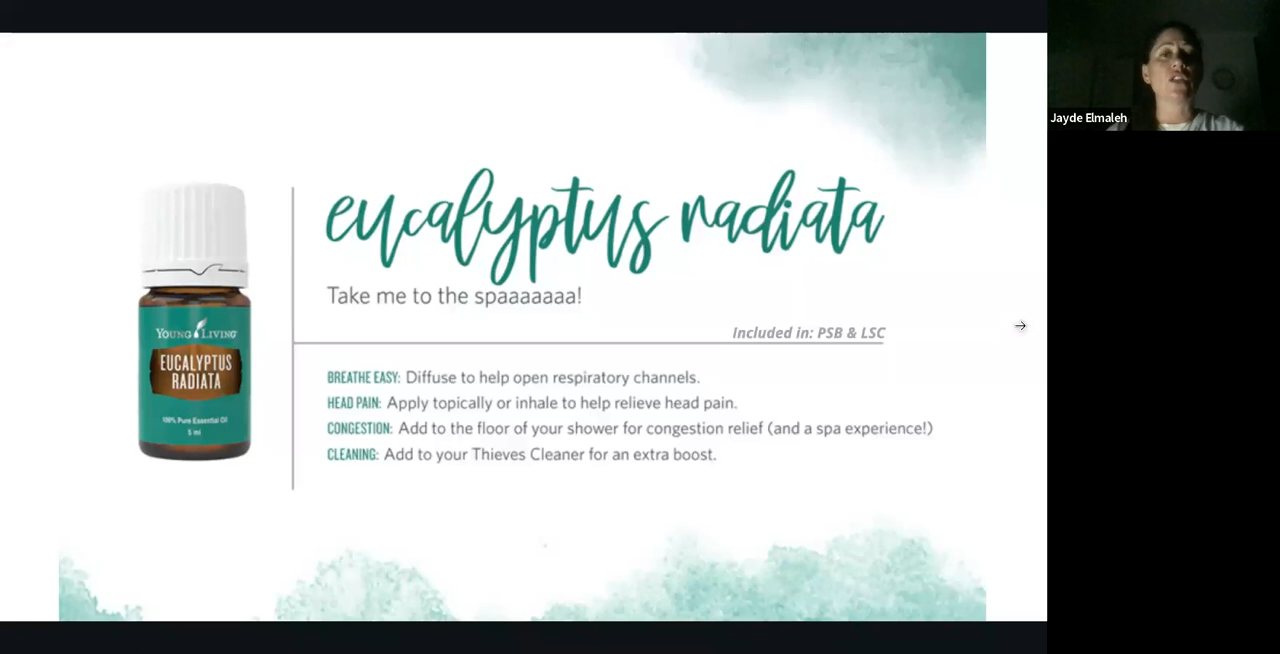 eucalyptus radiata
Take me to the spaaaaaaa!
Included in: PSB & LSC
BREATHE EASY: Diffuse to help open respiratory channels.
HEAD PAIN: Apply topically or inhale to help relieve head pain.
CONGESTION: Add to the floor of your shower for congestion relief (and a spa experience!)
CLEANING: Add to your Thieves Cleaner for an extra boost.
YOUNG LIVING
EUCALYPTUS
RADIATA
100% Pure Essential Oil
5 ml
Jayde Elmaleh